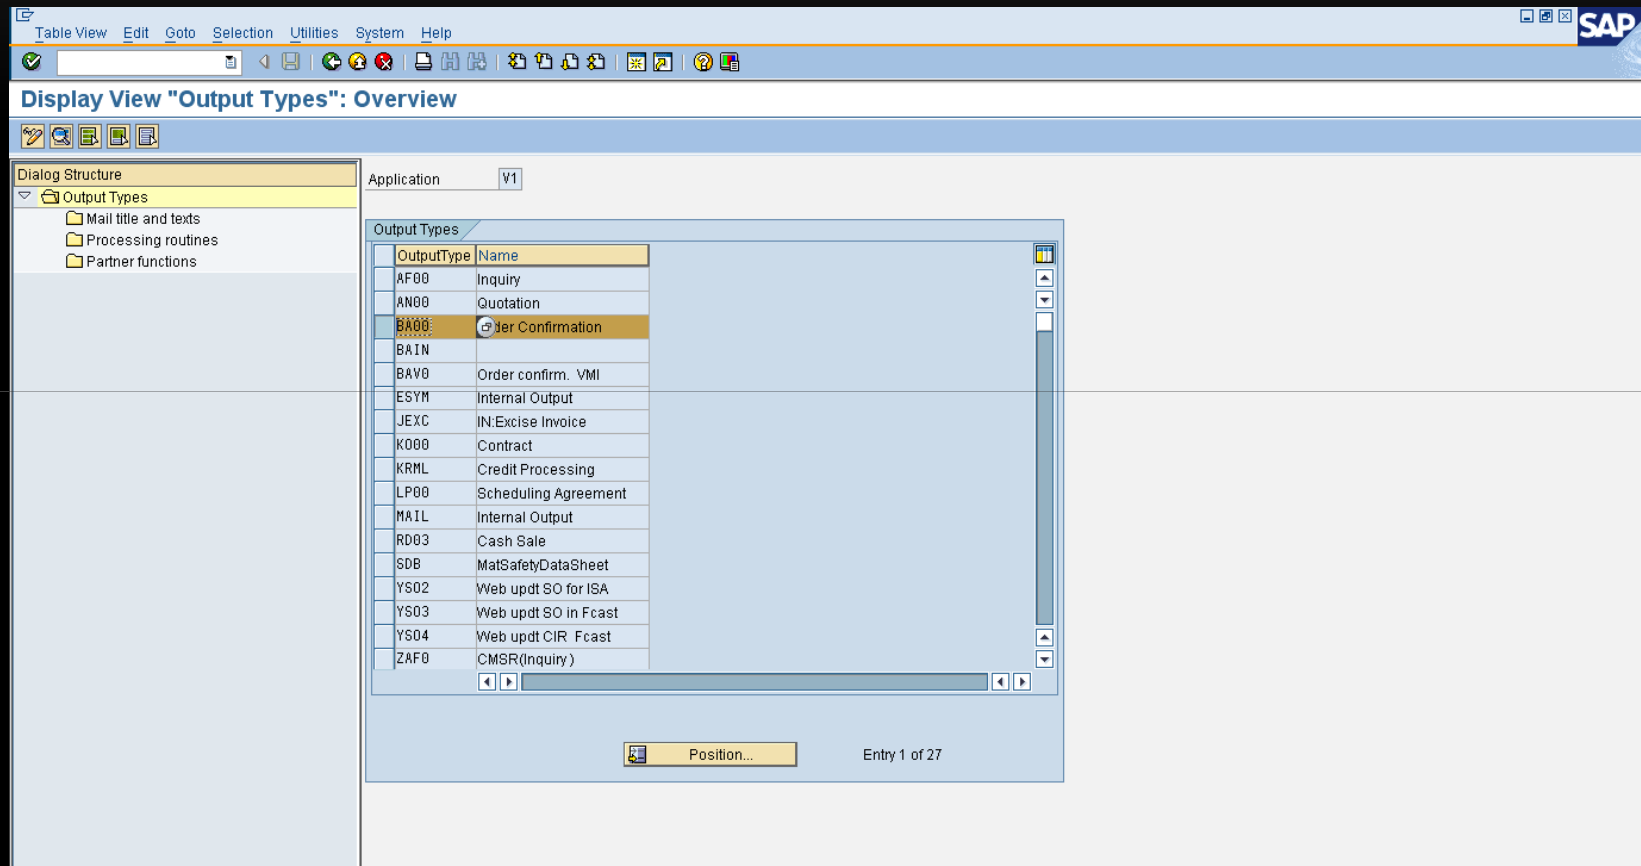 Table View Edit Goto Selection Utilities System Help
SAP
Display View "Output Types": Overview
Dialog Structure
Output Types
Mail title and texts
Processing routines
Partner functions
Application V1
Output Types
OutputType Name
AF00 Inquiry
AN00 Quotation
BA00 der Confirmation
BAIN
BAV0 Order confirm. VMI
ESYM Internal Output
JEXC IN:Excise Invoice
KO00 Contract
KRML Credit Processing
LP00 Scheduling Agreement
MAIL Internal Output
RD03 Cash Sale
SDB MatSafetyDataSheet
YSO2 Web updt SO for ISA
YSO3 Web updt SO in Fcast
YSO4 Web updt CIR Fcast
ZAF0 CMSR(Inquiry)
Position... Entry 1 of 27